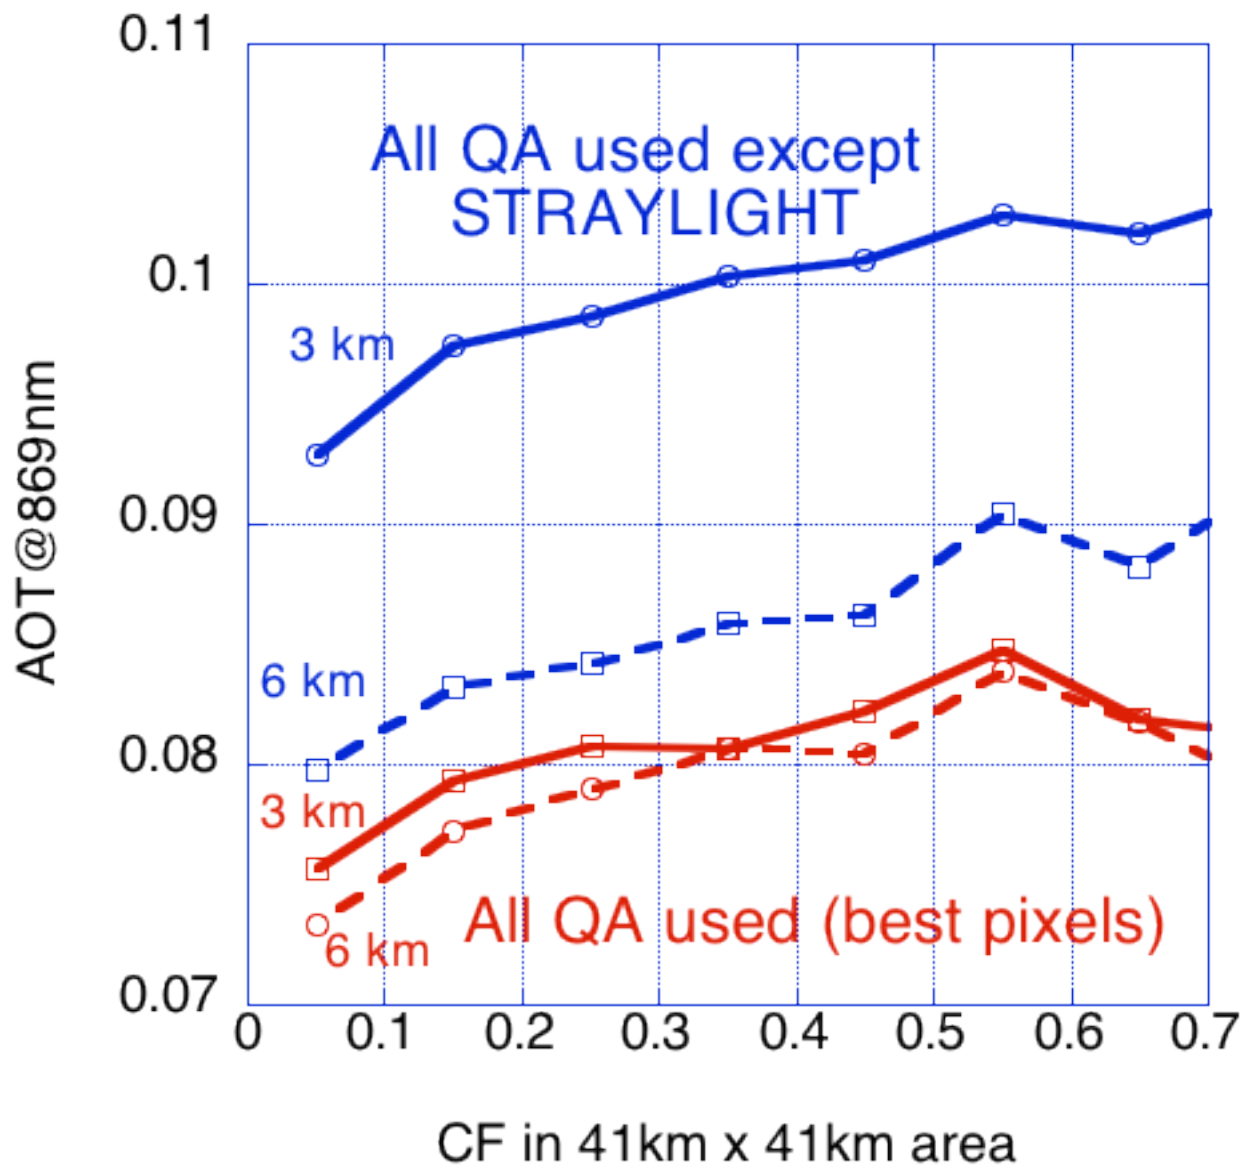 0.11
All QA used except
STRAYLIGHT
0.1
3 km
AOT@869nm
0.09
6 km
0.08
3 km
All QA used (best pixels)
6 km
0.07
0 0.1 0.2 0.3 0.4 0.5 0.6 0.7
CF in 41km x 41km area